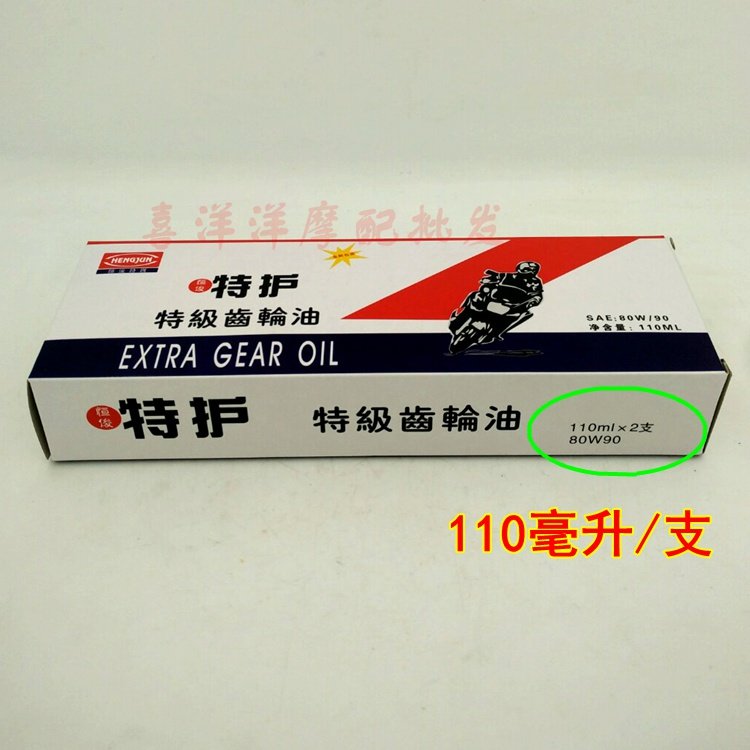 喜洋洋摩配批发
HENGJUN
恒俊 特护
特級齒輪油
SAE:80W/90
净含量: 110ML
EXTRA GEAR OIL
恒俊 特护 特級齒輪油
110ml×2支
80W90
110毫升/支